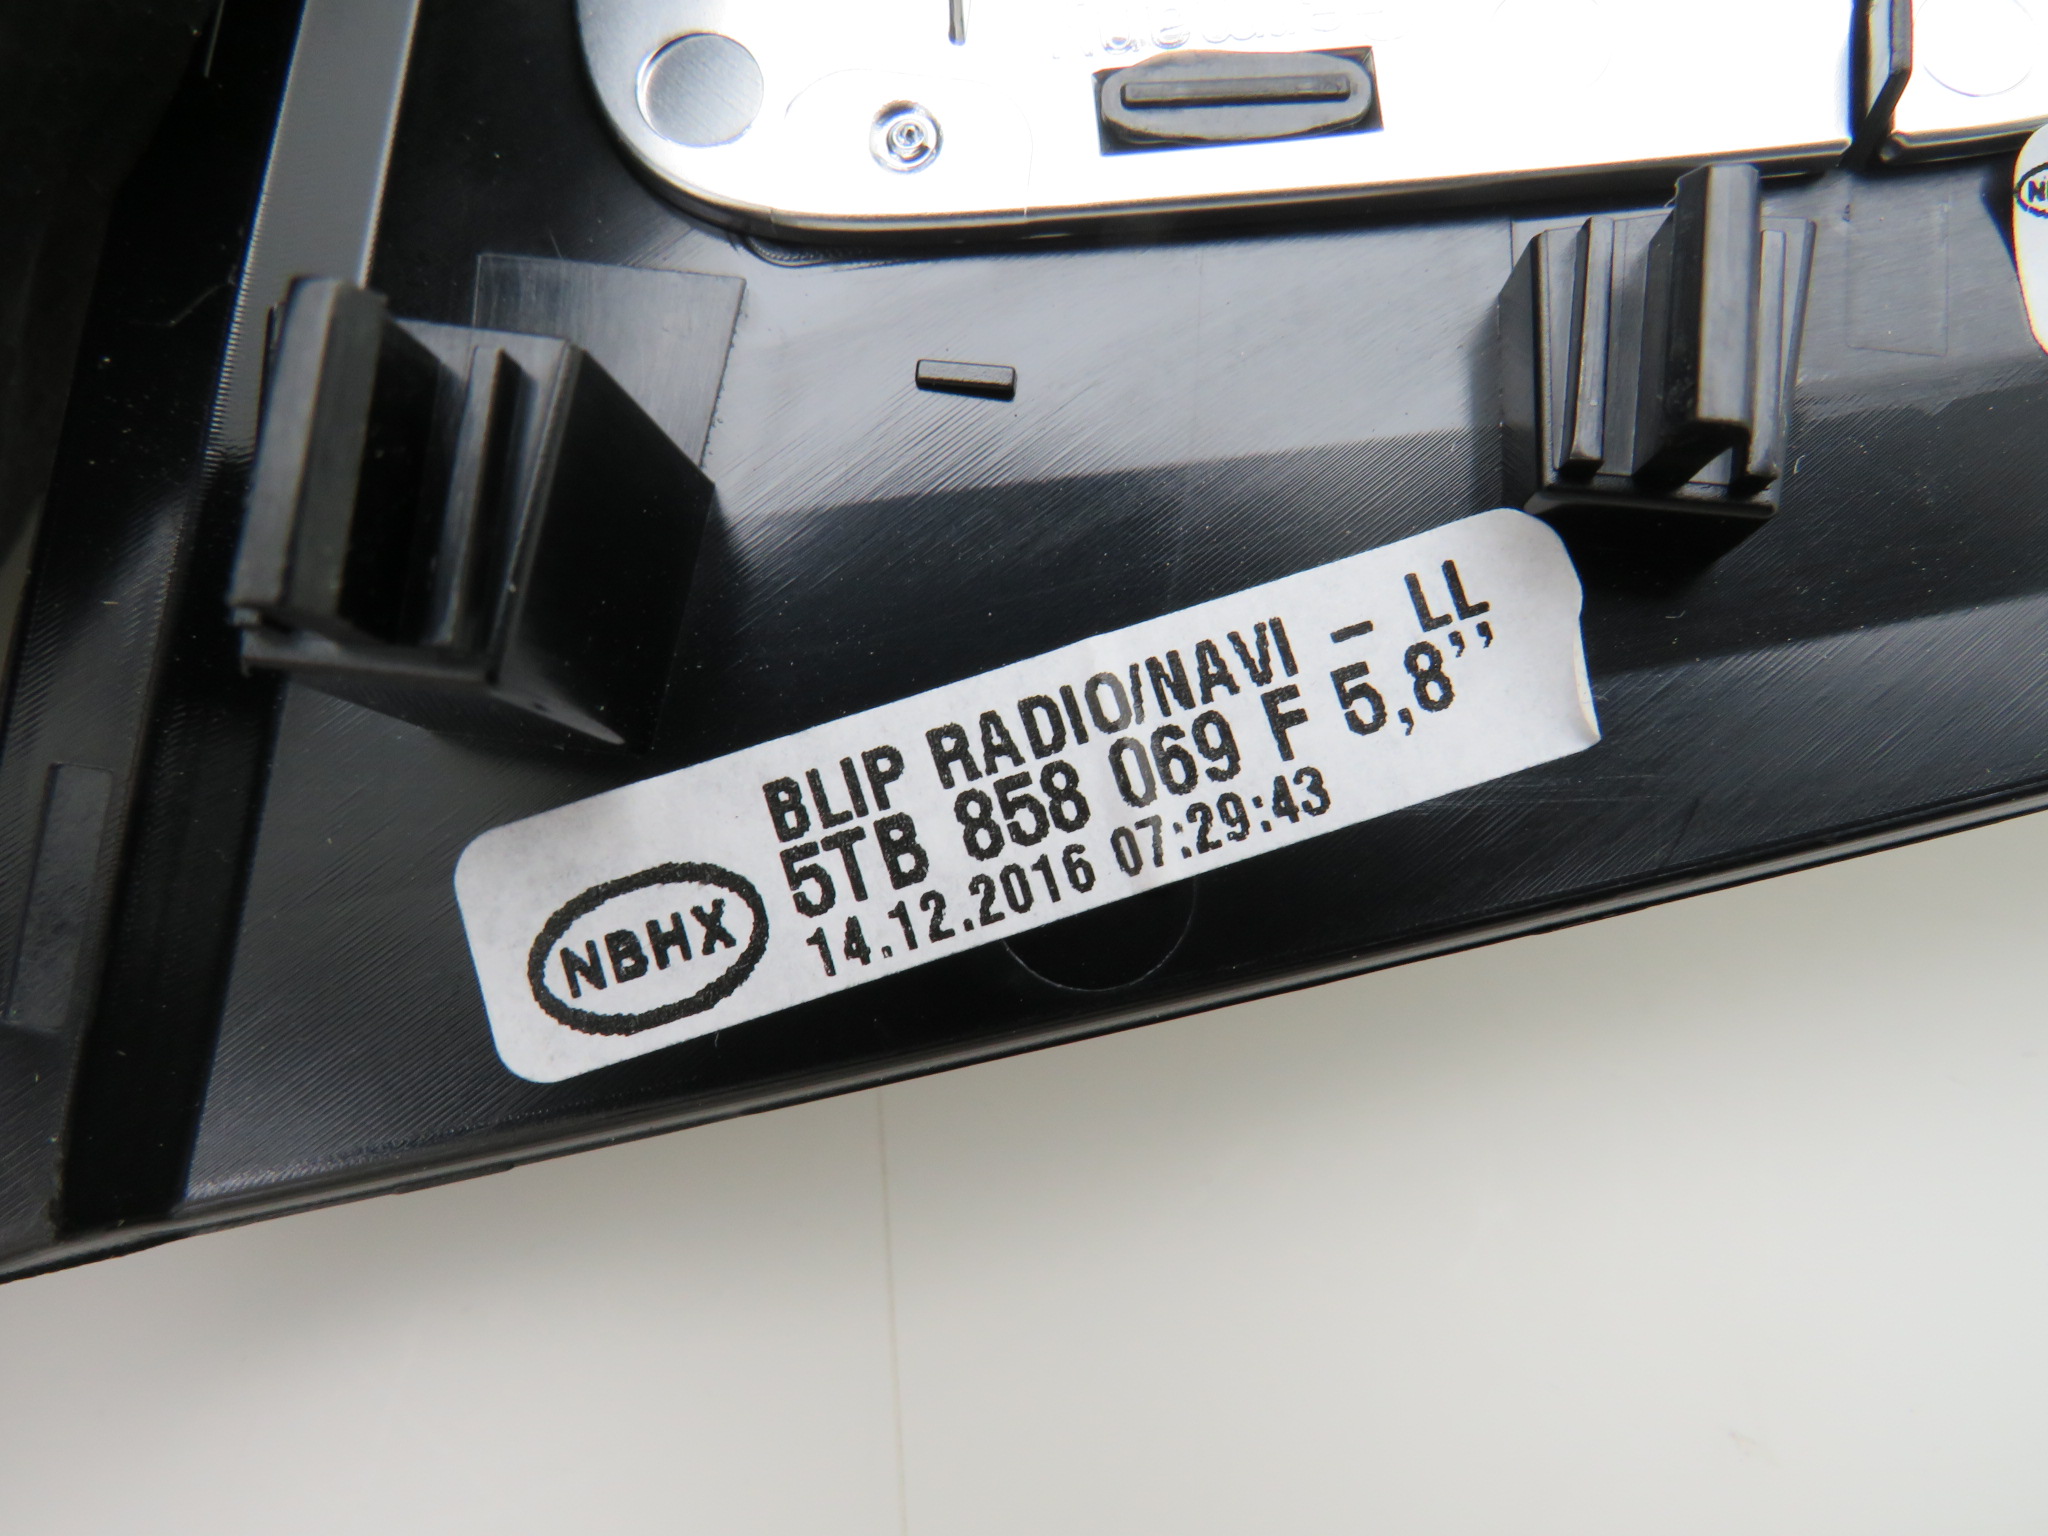 BLIP RADIO/NAVI - LL
5TB 858 069 F 5,8’’
14.12.2016 07:29:43
NBHX